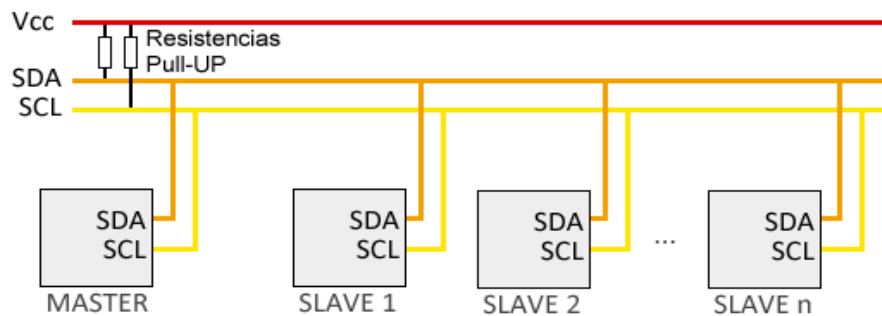 Vcc
Resistencias
Pull-UP
SDA
SCL
SDA
SCL
SDA
SCL
SDA
SCL
...
SDA
SCL
MASTER
SLAVE 1
SLAVE 2
SLAVE n